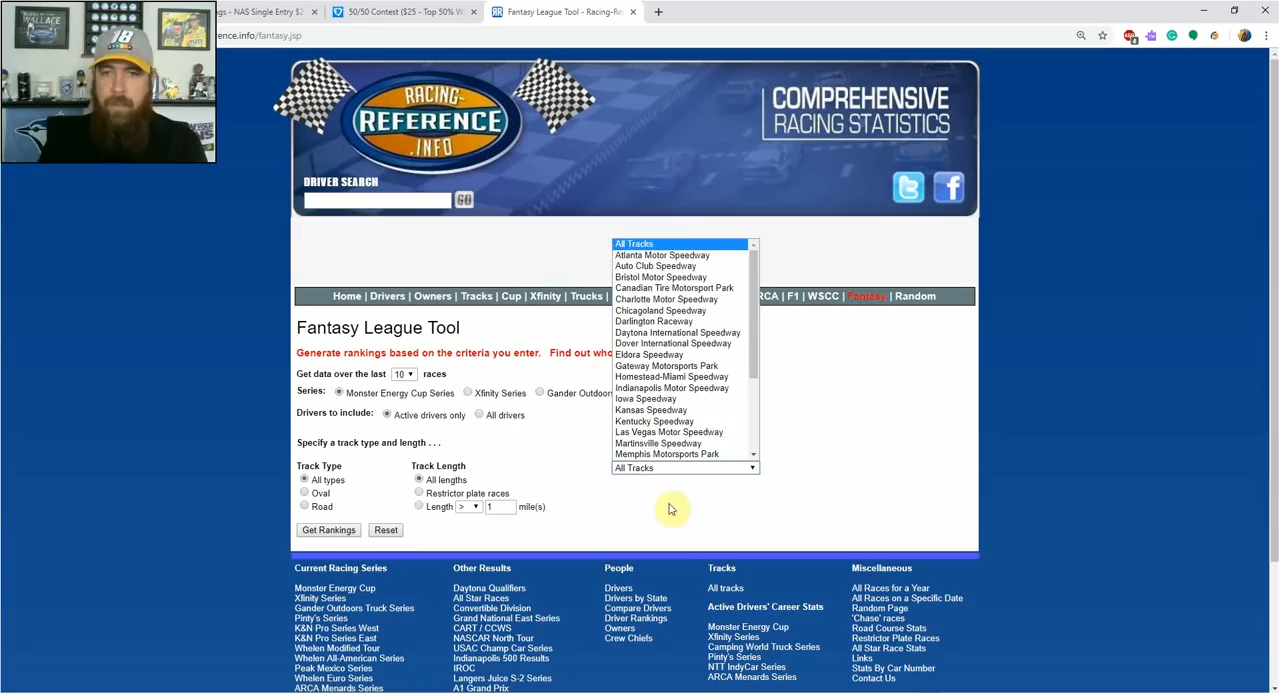 gs - NAS Single Entry $2
50/50 Contest ($25 - Top 50% W
Fantasy League Tool - Racing-Re
rence.info/fantasy.jsp
18
RACING-
REFERENCE
.INFO
COMPREHENSIVE
RACING STATISTICS
DRIVER SEARCH
GO
Home | Drivers | Owners | Tracks | Cup | Xfinity | Trucks |
RCA | F1 | WSCC | Fantasy | Random
All Tracks
Atlanta Motor Speedway
Auto Club Speedway
Bristol Motor Speedway
Canadian Tire Motorsport Park
Charlotte Motor Speedway
Chicagoland Speedway
Darlington Raceway
Daytona International Speedway
Dover International Speedway
Eldora Speedway
Gateway Motorsports Park
Homestead-Miami Speedway
Indianapolis Motor Speedway
Iowa Speedway
Kansas Speedway
Kentucky Speedway
Las Vegas Motor Speedway
Martinsville Speedway
Memphis Motorsports Park
All Tracks
Fantasy League Tool
Generate rankings based on the criteria you enter. Find out who
Get data over the last 10 races
Series: Monster Energy Cup Series Xfinity Series Gander Outdoors
Drivers to include: Active drivers only All drivers
Specify a track type and length . . .
Track Type Track Length
All types All lengths
Oval Restrictor plate races
Road Length > 1 mile(s)
Get Rankings Reset
Current Racing Series
Monster Energy Cup
Xfinity Series
Gander Outdoors Truck Series
Pinty's Series
K&N Pro Series West
K&N Pro Series East
Whelen Modified Tour
Whelen All-American Series
Peak Mexico Series
Whelen Euro Series
ARCA Menards Series
Other Results
Daytona Qualifiers
All Star Races
Convertible Division
Grand National East Series
CART / CCWS
NASCAR North Tour
USAC Champ Car Series
Indianapolis 500 Results
IROC
Langers Juice S-2 Series
A1 Grand Prix
People
Drivers
Drivers by State
Compare Drivers
Driver Rankings
Owners
Crew Chiefs
Tracks
All tracks
Active Drivers' Career Stats
Monster Energy Cup
Xfinity Series
Camping World Truck Series
Pinty's Series
NTT IndyCar Series
ARCA Menards Series
Miscellaneous
All Races for a Year
All Races on a Specific Date
Random Page
'Chase' races
Road Course Stats
Restrictor Plate Races
All Star Race Stats
Links
Stats By Car Number
Contact Us